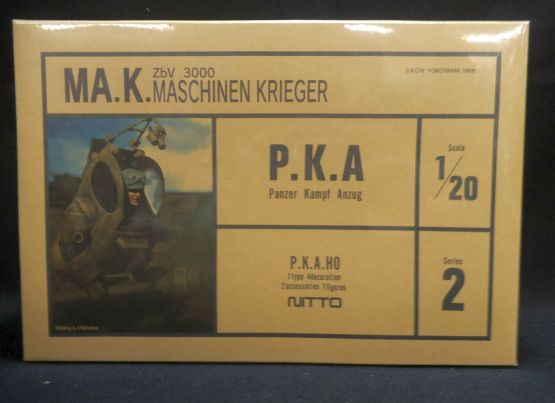 MA.K. ZbV 3000
MASCHINEN KRIEGER
©KOW YOKOYAMA 1998
P.K.A
Panzer Kampf Anzug
Scale
1/20
P.K.A.HO
1type 4decoration
2accessories 1figures
NITTO
Series
2